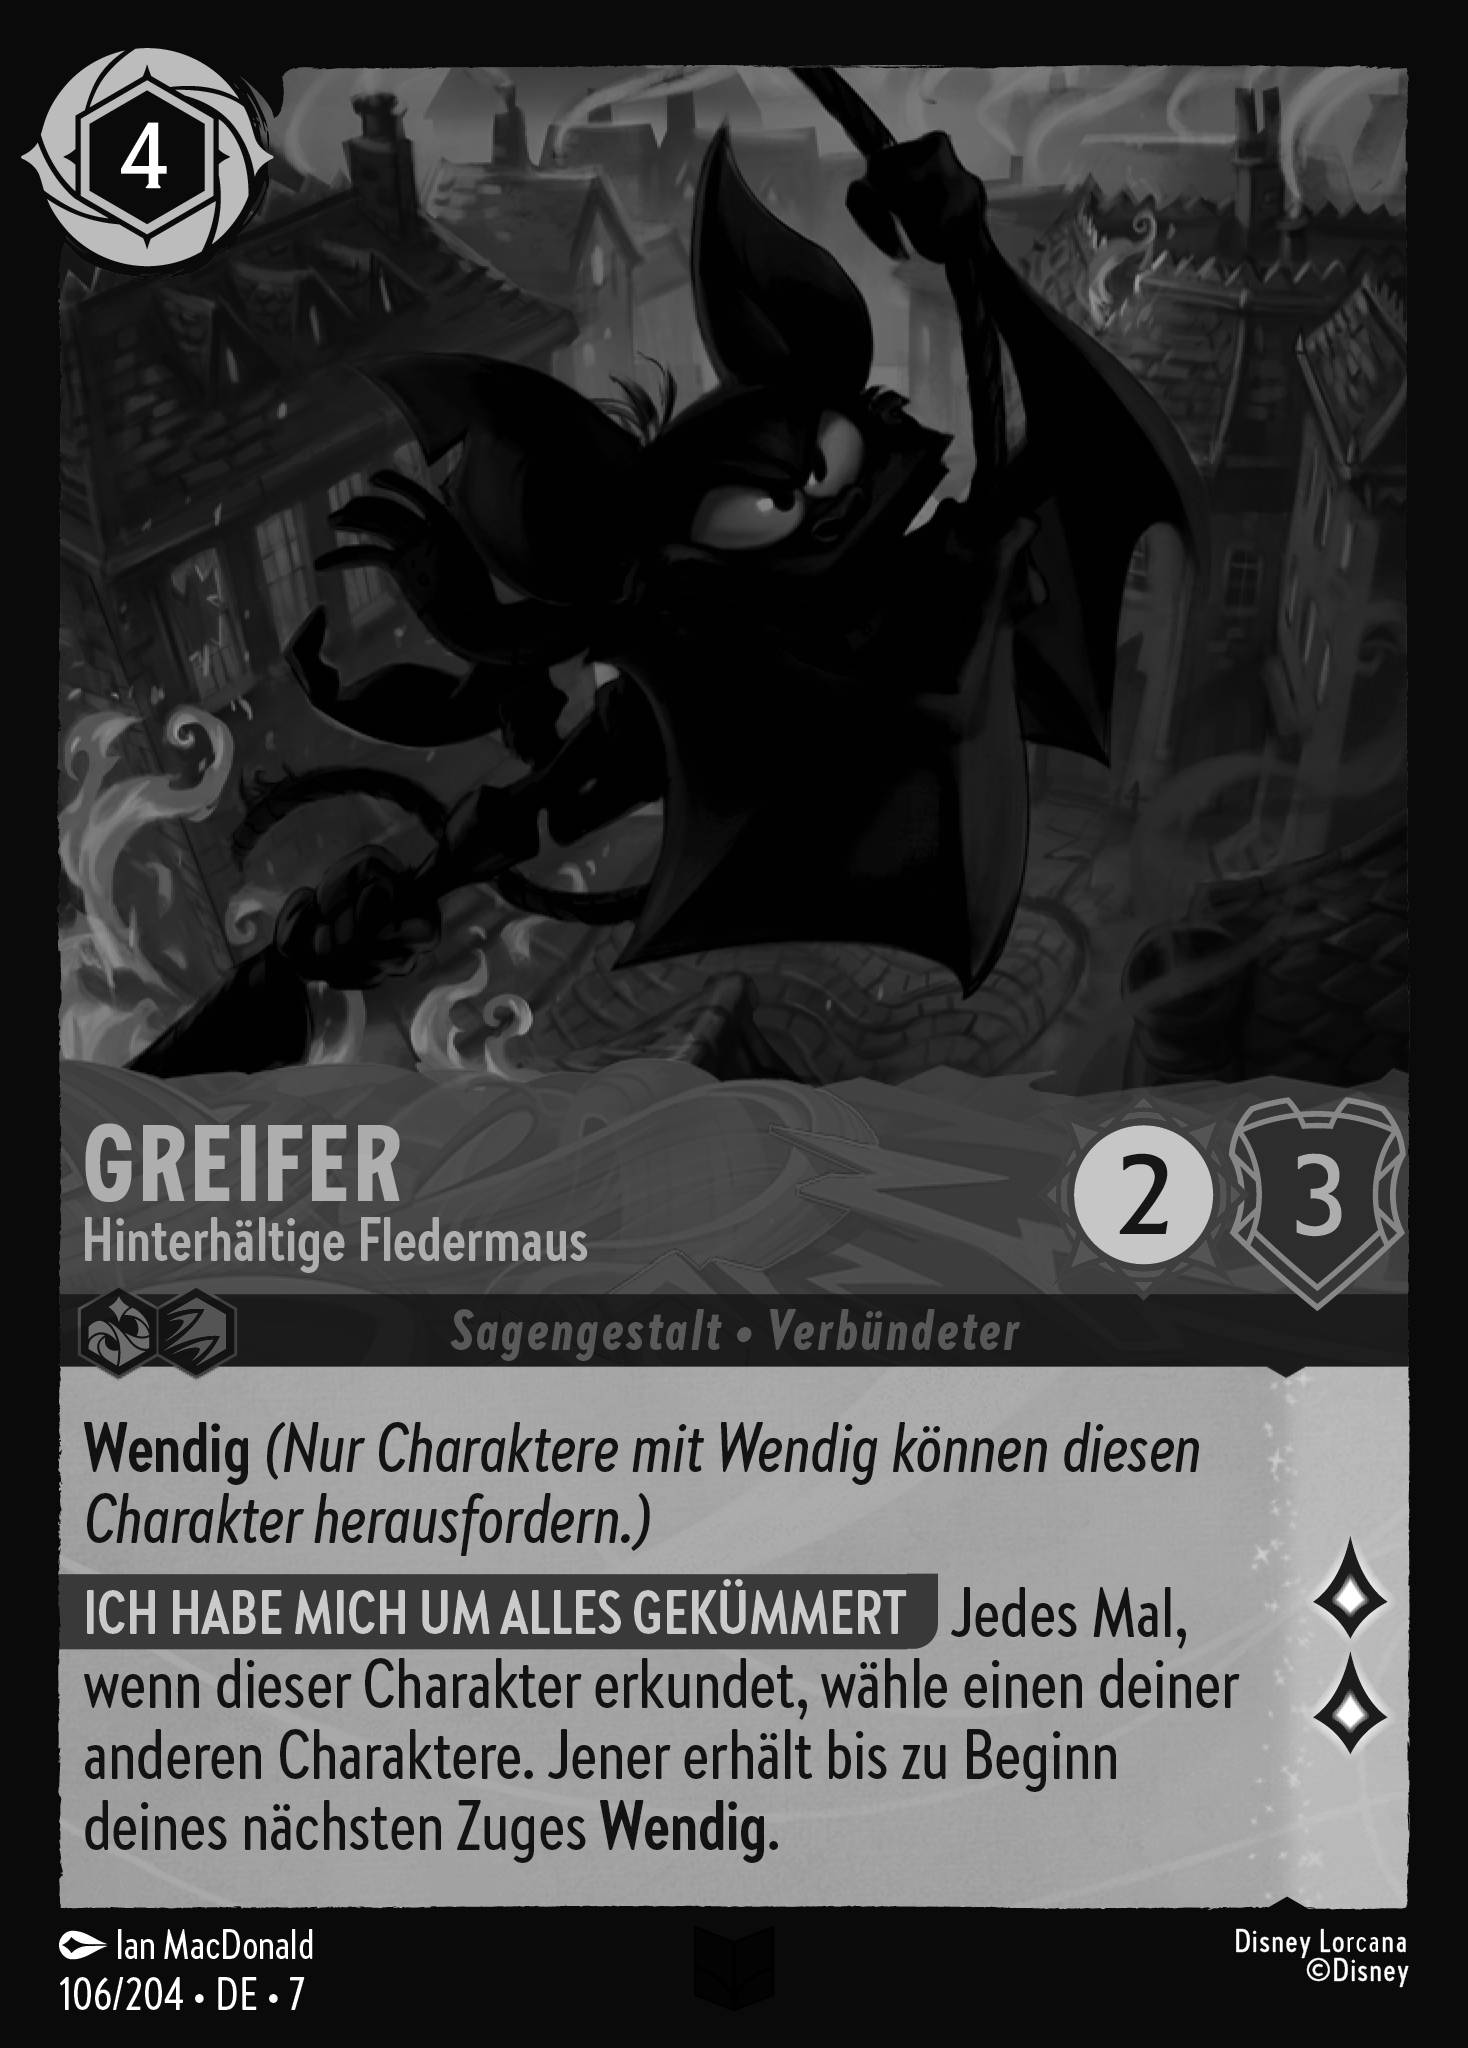 4
GREIFER
Hinterhältige Fledermaus
2
3
Sagengestalt • Verbündeter
Wendig (Nur Charaktere mit Wendig können diesen
Charakter herausfordern.)
ICH HABE MICH UM ALLES GEKÜMMERT Jedes Mal,
wenn dieser Charakter erkundet, wähle einen deiner
anderen Charaktere. Jener erhält bis zu Beginn
deines nächsten Zuges Wendig.
Ian MacDonald
106/204 • DE • 7
Disney Lorcana
©Disney